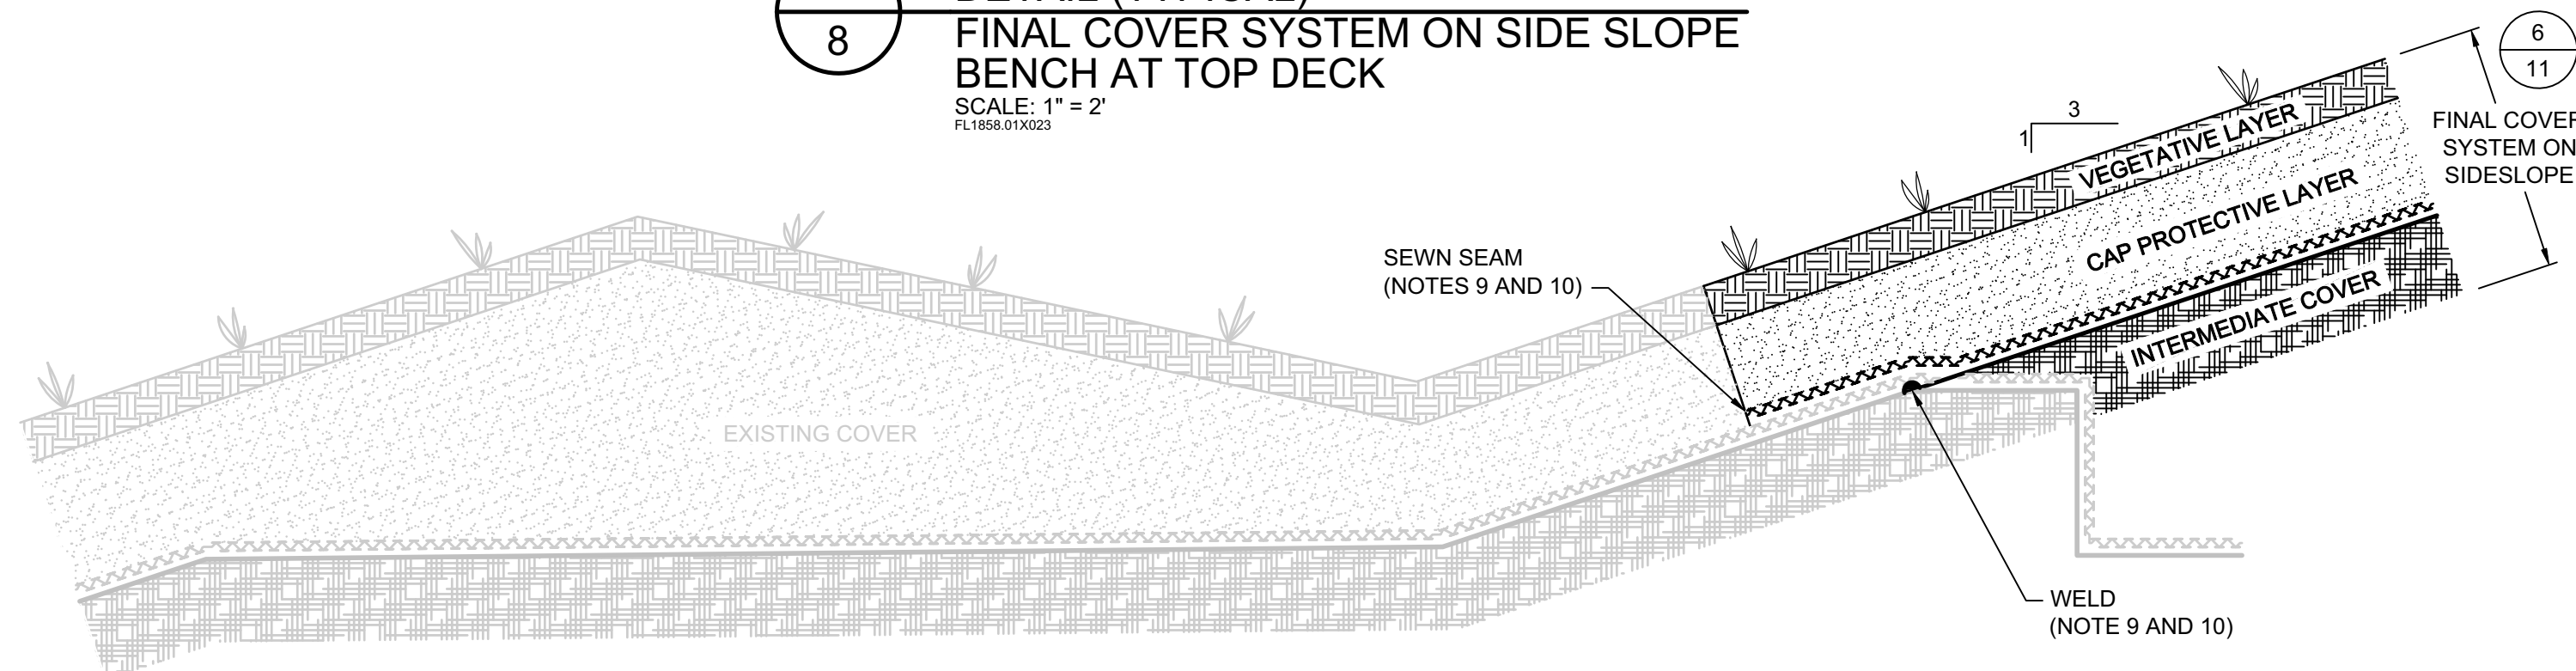 DETAIL (TYPICAL)
8
FINAL COVER SYSTEM ON SIDE SLOPE
BENCH AT TOP DECK
SCALE: 1" = 2'
FL1858.01X023
6
11
3
1
VEGETATIVE LAYER
FINAL COVER
SYSTEM ON
SIDESLOPE
CAP PROTECTIVE LAYER
INTERMEDIATE COVER
SEWN SEAM
(NOTES 9 AND 10)
EXISTING COVER
WELD
(NOTE 9 AND 10)